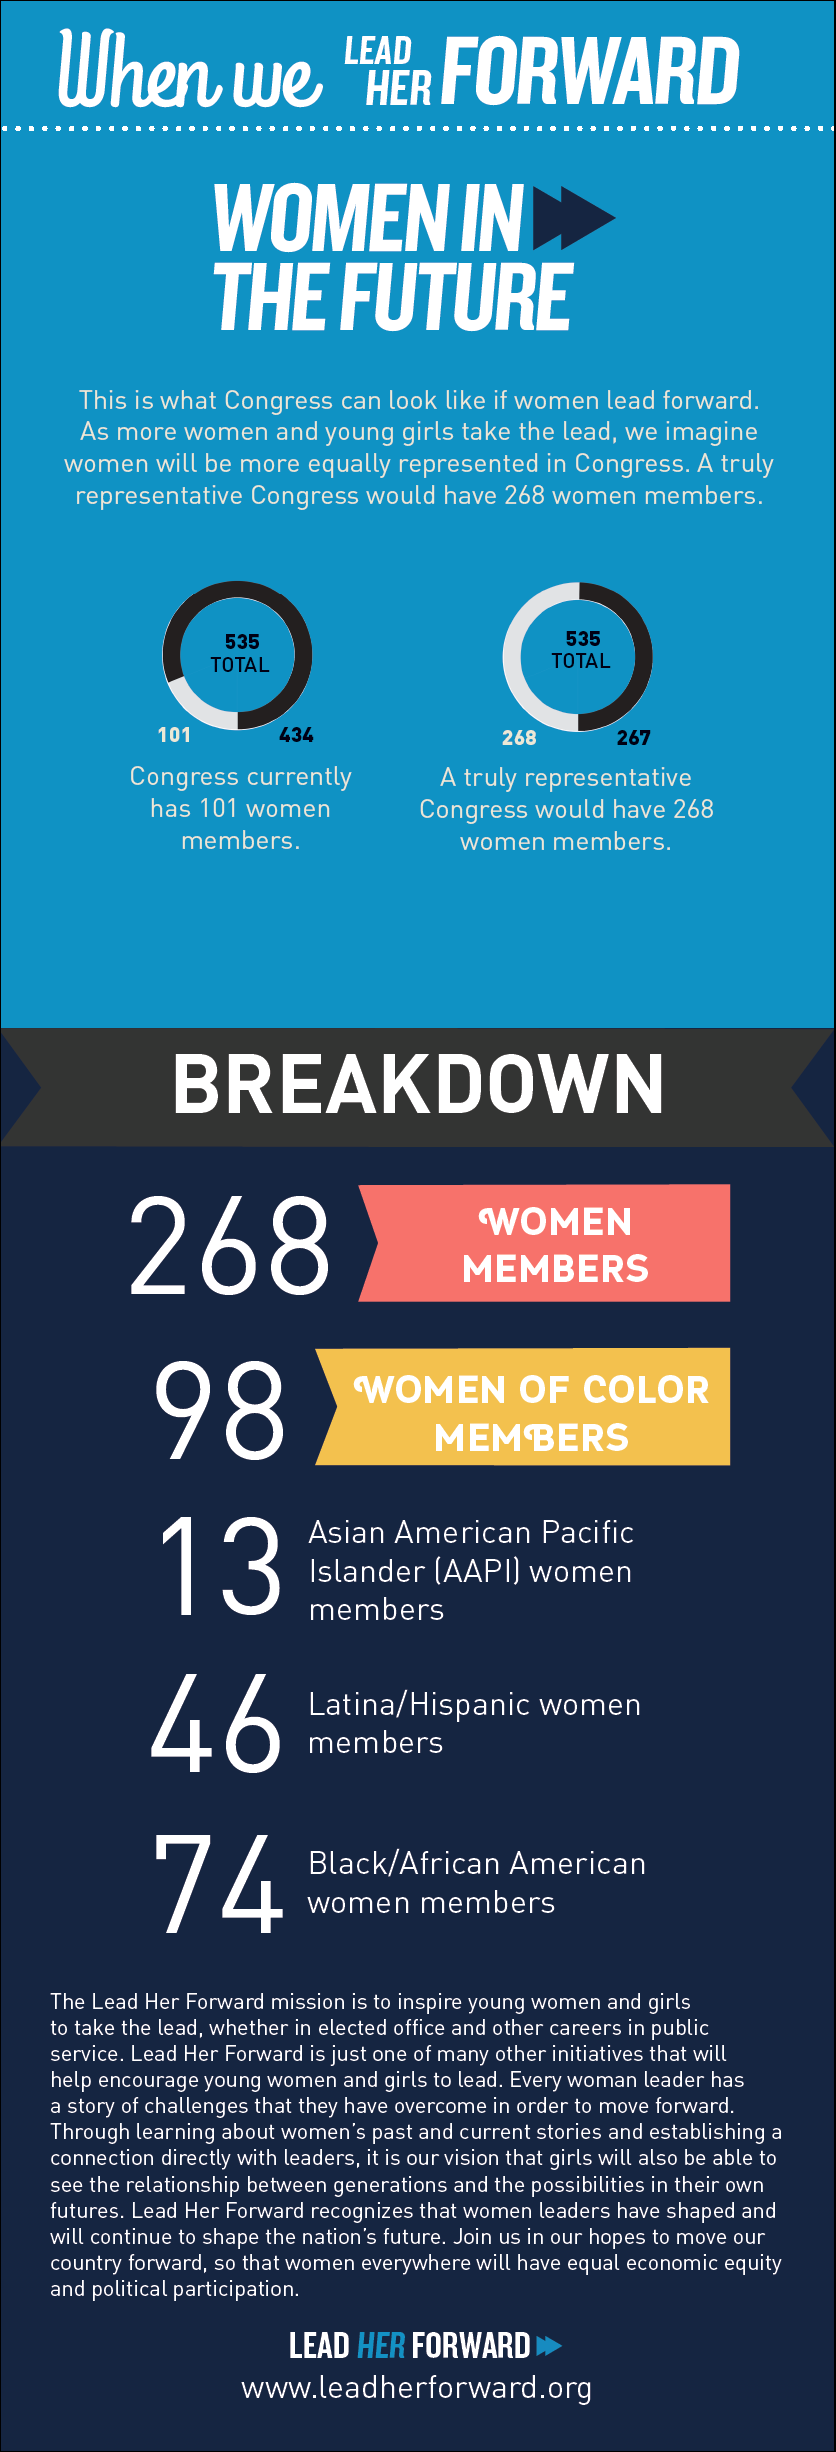 When we LEAD HER FORWARD
WOMEN IN
THE FUTURE
This is what Congress can look like if women lead forward.
As more women and young girls take the lead, we imagine
women will be more equally represented in Congress. A truly
representative Congress would have 268 women members.
535
TOTAL
101
434
Congress currently
has 101 women
members.
535
TOTAL
268
267
A truly representative
Congress would have 268
women members.
BREAKDOWN
268
WOMEN
MEMBERS
98
WOMEN OF COLOR
MEMBERS
13
Asian American Pacific
Islander (AAPI) women
members
46
Latina/Hispanic women
members
74
Black/African American
women members
The Lead Her Forward mission is to inspire young women and girls
to take the lead, whether in elected office and other careers in public
service. Lead Her Forward is just one of many other initiatives that will
help encourage young women and girls to lead. Every woman leader has
a story of challenges that they have overcome in order to move forward.
Through learning about women's past and current stories and establishing a
connection directly with leaders, it is our vision that girls will also be able to
see the relationship between generations and the possibilities in their own
futures. Lead Her Forward recognizes that women leaders have shaped and
will continue to shape the nation's future. Join us in our hopes to move our
country forward, so that women everywhere will have equal economic equity
and political participation.
LEAD HER FORWARD
www.leadherforward.org